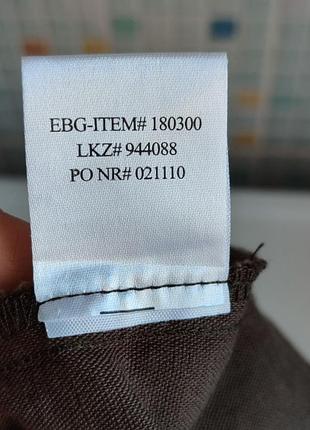 EBG-ITEM# 180300
LKZ# 944088
PO NR# 021110